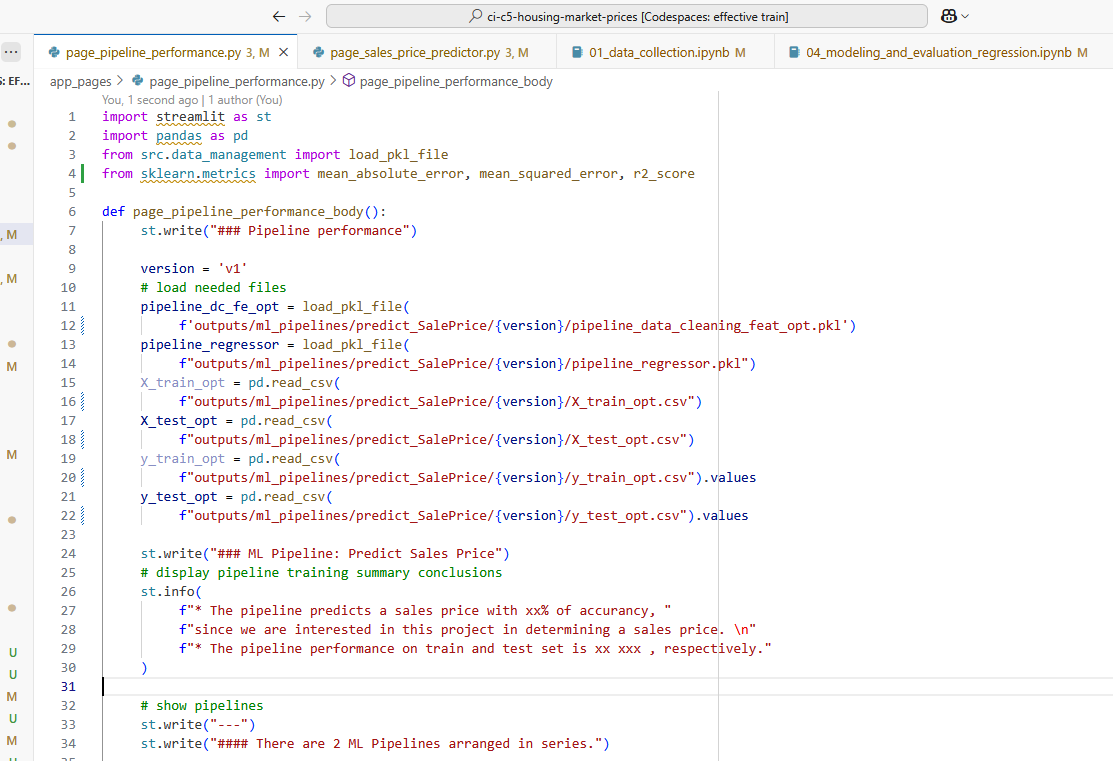 ci-c5-housing-market-prices [Codespaces: effective train]
page_pipeline_performance.py 3, M
page_sales_price_predictor.py 3, M
01_data_collection.ipynb M
04_modeling_and_evaluation_regression.ipynb M
S: EF...
app_pages > page_pipeline_performance.py > page_pipeline_performance_body
You, 1 second ago | 1 author (You)
1 import streamlit as st
2 import pandas as pd
3 from src.data_management import load_pkl_file
4 from sklearn.metrics import mean_absolute_error, mean_squared_error, r2_score
5
6 def page_pipeline_performance_body():
7 st.write("### Pipeline performance")
8
9 version = 'v1'
10 # load needed files
11 pipeline_dc_fe_opt = load_pkl_file(
12 f'outputs/ml_pipelines/predict_SalePrice/{version}/pipeline_data_cleaning_feat_opt.pkl')
13 pipeline_regressor = load_pkl_file(
14 f"outputs/ml_pipelines/predict_SalePrice/{version}/pipeline_regressor.pkl")
15 X_train_opt = pd.read_csv(
16 f"outputs/ml_pipelines/predict_SalePrice/{version}/X_train_opt.csv")
17 X_test_opt = pd.read_csv(
18 f"outputs/ml_pipelines/predict_SalePrice/{version}/X_test_opt.csv")
19 y_train_opt = pd.read_csv(
20 f"outputs/ml_pipelines/predict_SalePrice/{version}/y_train_opt.csv").values
21 y_test_opt = pd.read_csv(
22 f"outputs/ml_pipelines/predict_SalePrice/{version}/y_test_opt.csv").values
23
24 st.write("### ML Pipeline: Predict Sales Price")
25 # display pipeline training summary conclusions
26 st.info(
27 f"* The pipeline predicts a sales price with xx% of accurancy, "
28 f"since we are interested in this project in determining a sales price. \n"
29 f"* The pipeline performance on train and test set is xx xxx , respectively."
30 )
31
32 # show pipelines
33 st.write("---")
34 st.write("#### There are 2 ML Pipelines arranged in series.")
, M
, M
M
M
U
U
M
U
M